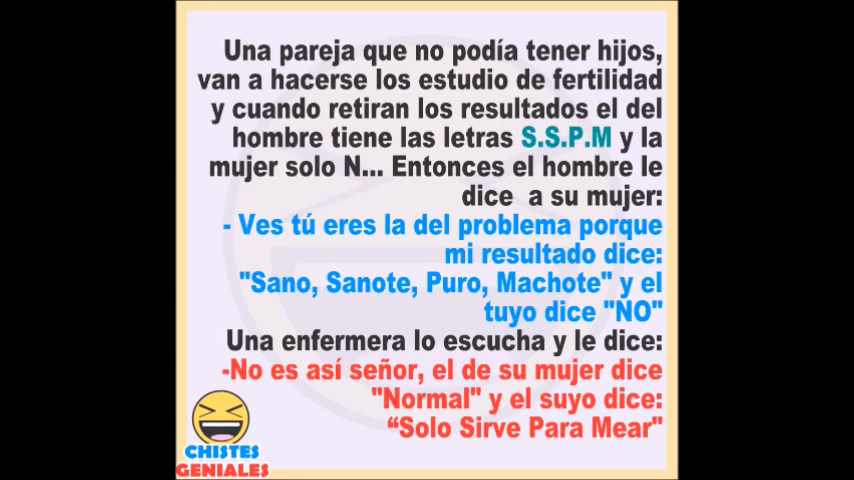 Una pareja que no podía tener hijos,
van a hacerse los estudio de fertilidad
y cuando retiran los resultados el del
hombre tiene las letras S.S.P.M y la
mujer solo N... Entonces el hombre le
dice a su mujer:
- Ves tú eres la del problema porque
mi resultado dice:
"Sano, Sanote, Puro, Machote" y el
tuyo dice "NO"
Una enfermera lo escucha y le dice:
-No es así señor, el de su mujer dice
"Normal" y el suyo dice:
“Solo Sirve Para Mear"
CHISTES
GENIALES